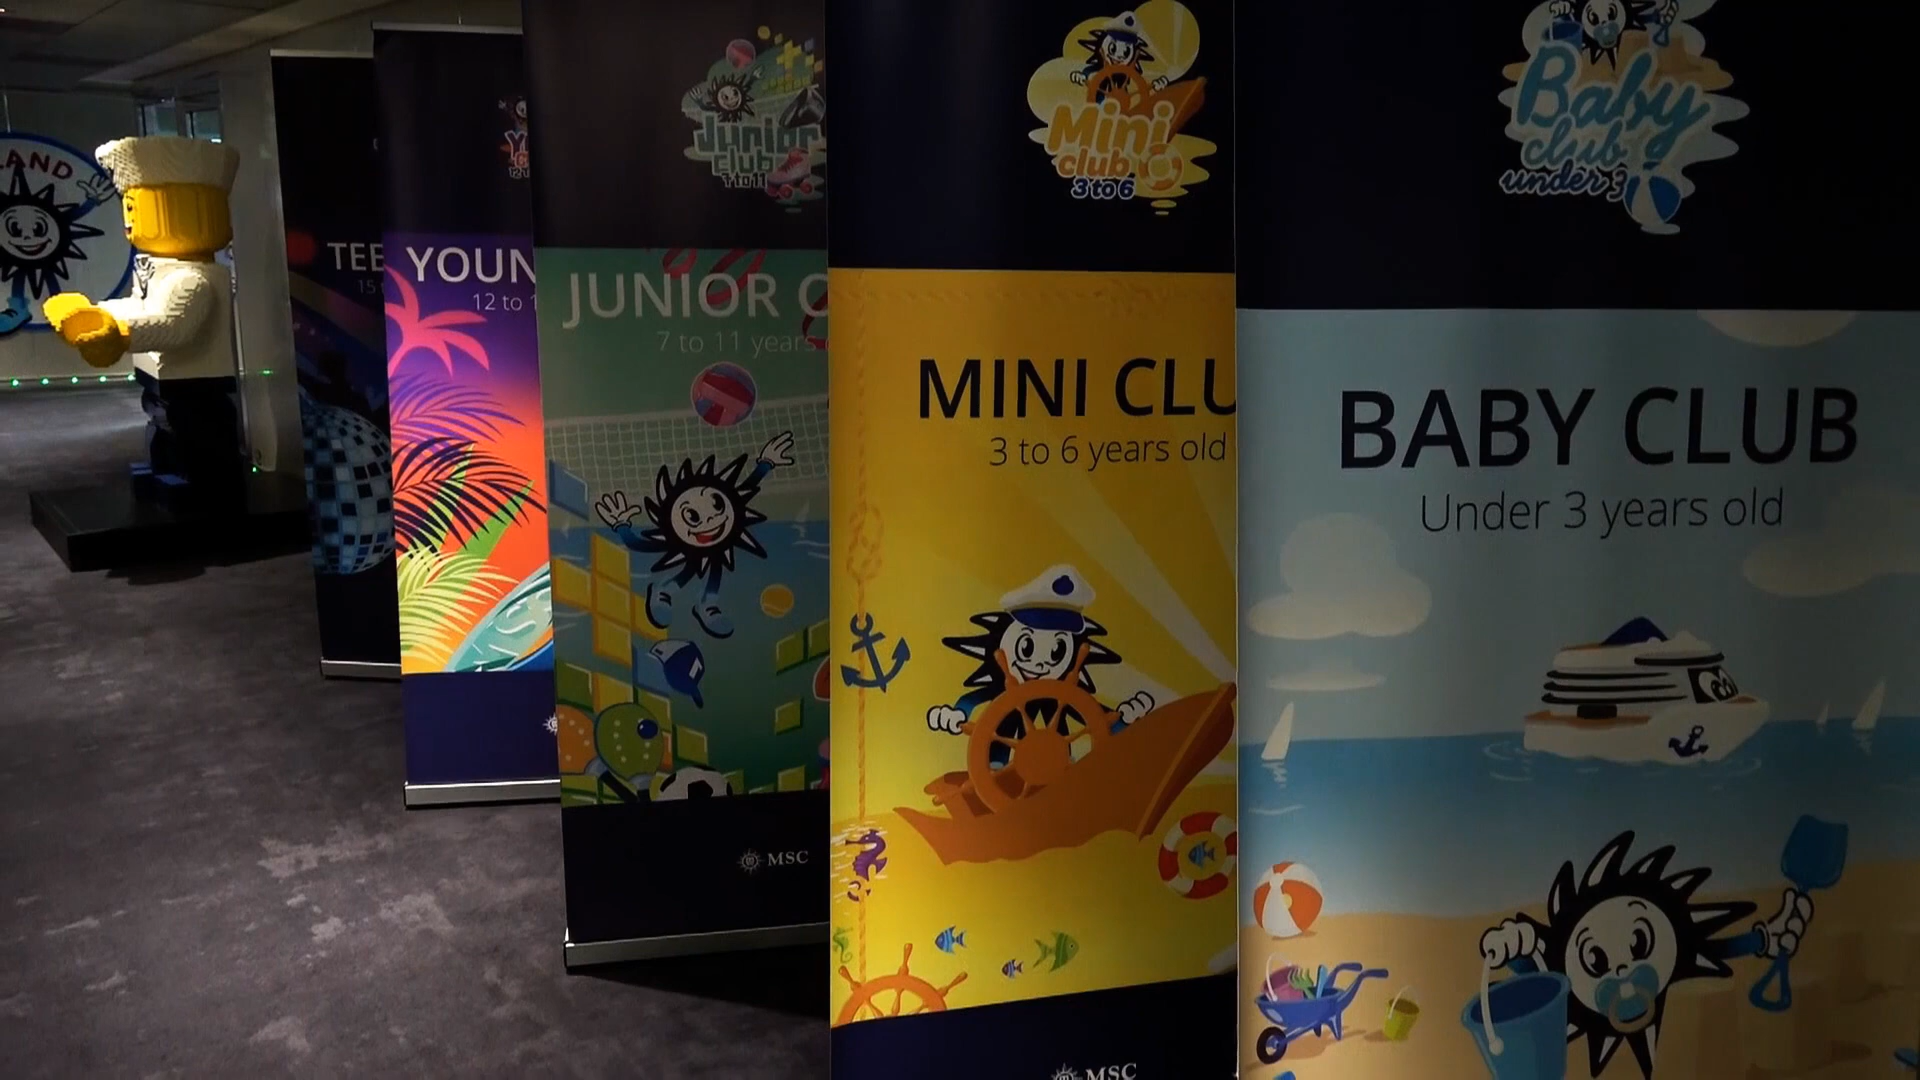 LAND
TEE
15
YOUN
12 to 1
Junior
club
7 to 11
JUNIOR C
7 to 11 years
MSC
Mini
club
3 to 6
MINI CLU
3 to 6 years old
MSC
Baby
club
under 3
BABY CLUB
Under 3 years old